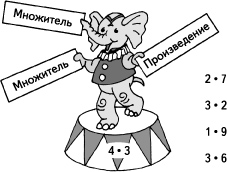 Множитель
Множитель
Произведение
4 • 3
2 • 7
3 • 2
1 • 9
3 • 6